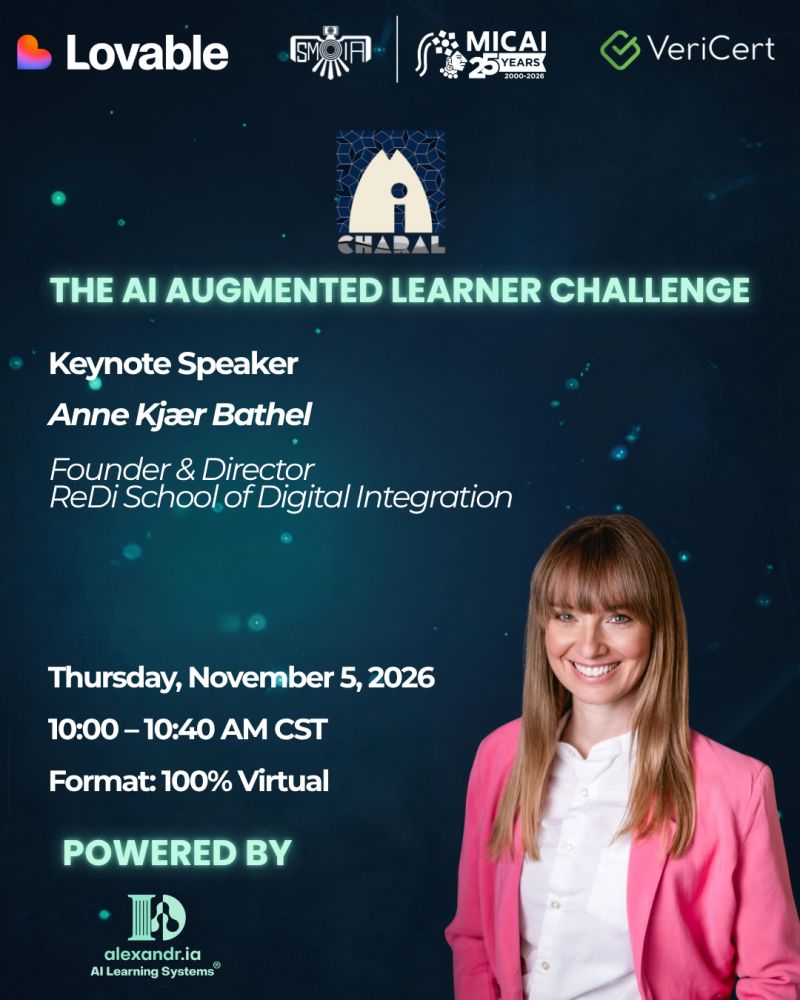 Lovable
SMIA
MICAI
25 YEARS
2000-2026
VeriCert
Ai
CHARAL
THE AI AUGMENTED LEARNER CHALLENGE
Keynote Speaker
Anne Kjær Bathel
Founder & Director
ReDi School of Digital Integration
Thursday, November 5, 2026
10:00 – 10:40 AM CST
Format: 100% Virtual
POWERED BY
alexandr.ia
AI Learning Systems®